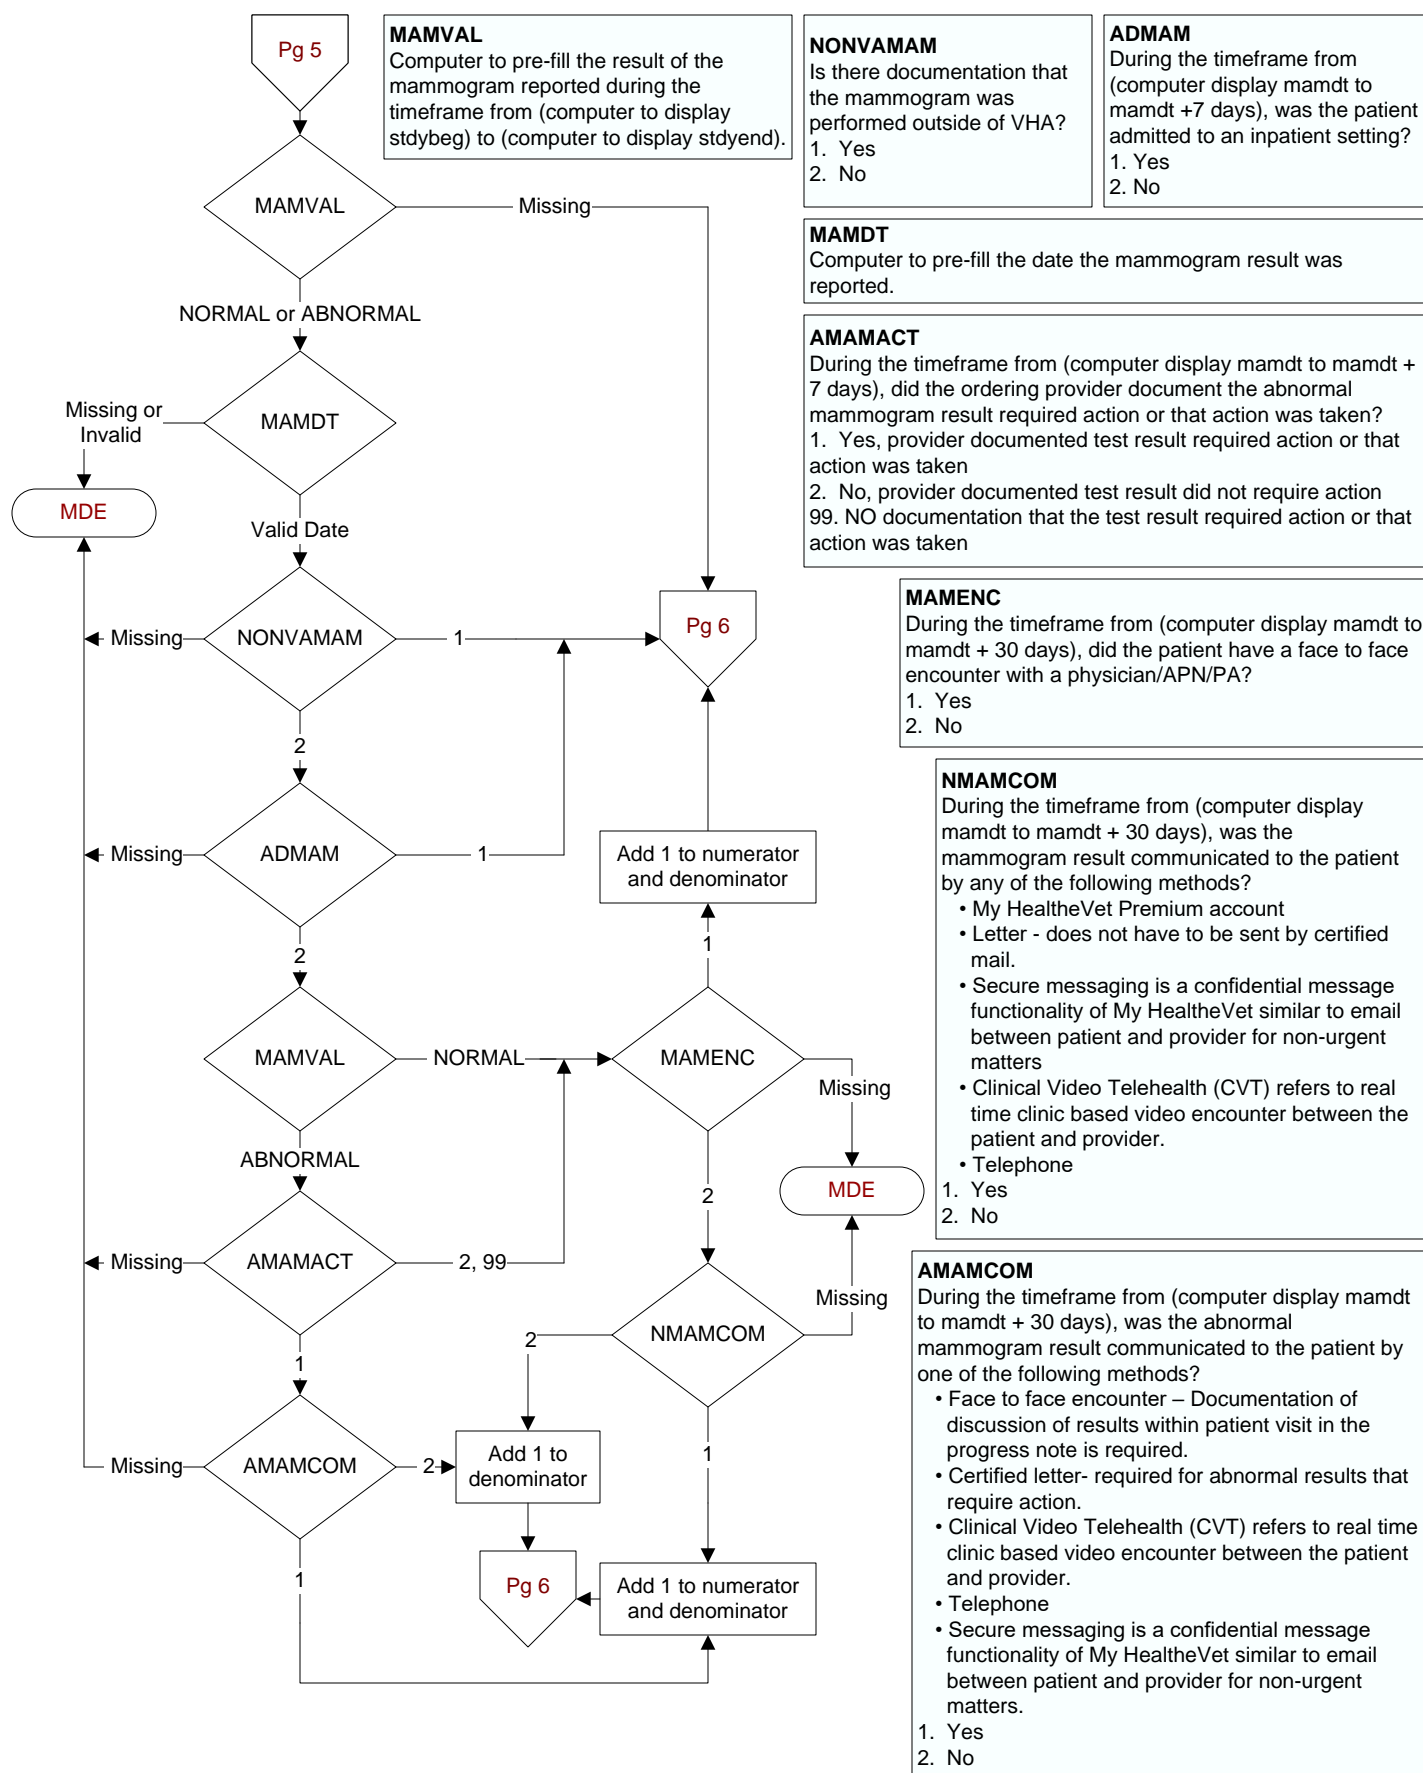 Pg 5
MAMVAL
Computer to pre-fill the result of the
mammogram reported during the
timeframe from (computer to display
stdybeg) to (computer to display stdyend).
NONVAMAM
Is there documentation that
the mammogram was
performed outside of VHA?
1. Yes
2. No
ADMAM
During the timeframe from
(computer display mamdt to
mamdt +7 days), was the patient
admitted to an inpatient setting?
1. Yes
2. No
MAMDT
Computer to pre-fill the date the mammogram result was
reported.
AMAMACT
During the timeframe from (computer display mamdt to mamdt +
7 days), did the ordering provider document the abnormal
mammogram result required action or that action was taken?
1. Yes, provider documented test result required action or that
action was taken
2. No, provider documented test result did not require action
99. NO documentation that the test result required action or that
action was taken
MAMENC
During the timeframe from (computer display mamdt to
mamdt + 30 days), did the patient have a face to face
encounter with a physician/APN/PA?
1. Yes
2. No
NMAMCOM
During the timeframe from (computer display
mamdt to mamdt + 30 days), was the
mammogram result communicated to the patient
by any of the following methods?
• My HealtheVet Premium account
• Letter - does not have to be sent by certified
mail.
• Secure messaging is a confidential message
functionality of My HealtheVet similar to email
between patient and provider for non-urgent
matters
• Clinical Video Telehealth (CVT) refers to real
time clinic based video encounter between the
patient and provider.
• Telephone
1. Yes
2. No
AMAMCOM
During the timeframe from (computer display mamdt
to mamdt + 30 days), was the abnormal
mammogram result communicated to the patient by
one of the following methods?
• Face to face encounter – Documentation of
discussion of results within patient visit in the
progress note is required.
• Certified letter- required for abnormal results that
require action.
• Clinical Video Telehealth (CVT) refers to real time
clinic based video encounter between the patient
and provider.
• Telephone
• Secure messaging is a confidential message
functionality of My HealtheVet similar to email
between patient and provider for non-urgent
matters.
1. Yes
2. No
MAMVAL
Missing
NORMAL or ABNORMAL
MAMDT
Missing or
Invalid
MDE
Valid Date
NONVAMAM
Missing
1
Pg 6
2
ADMAM
Missing
1
Add 1 to numerator
and denominator
2
1
MAMVAL
NORMAL
MAMENC
Missing
ABNORMAL
2
MDE
AMAMACT
Missing
2, 99
Missing
NMAMCOM
2
1
1
AMAMCOM
Missing
2
Add 1 to
denominator
1
Pg 6
Add 1 to numerator
and denominator